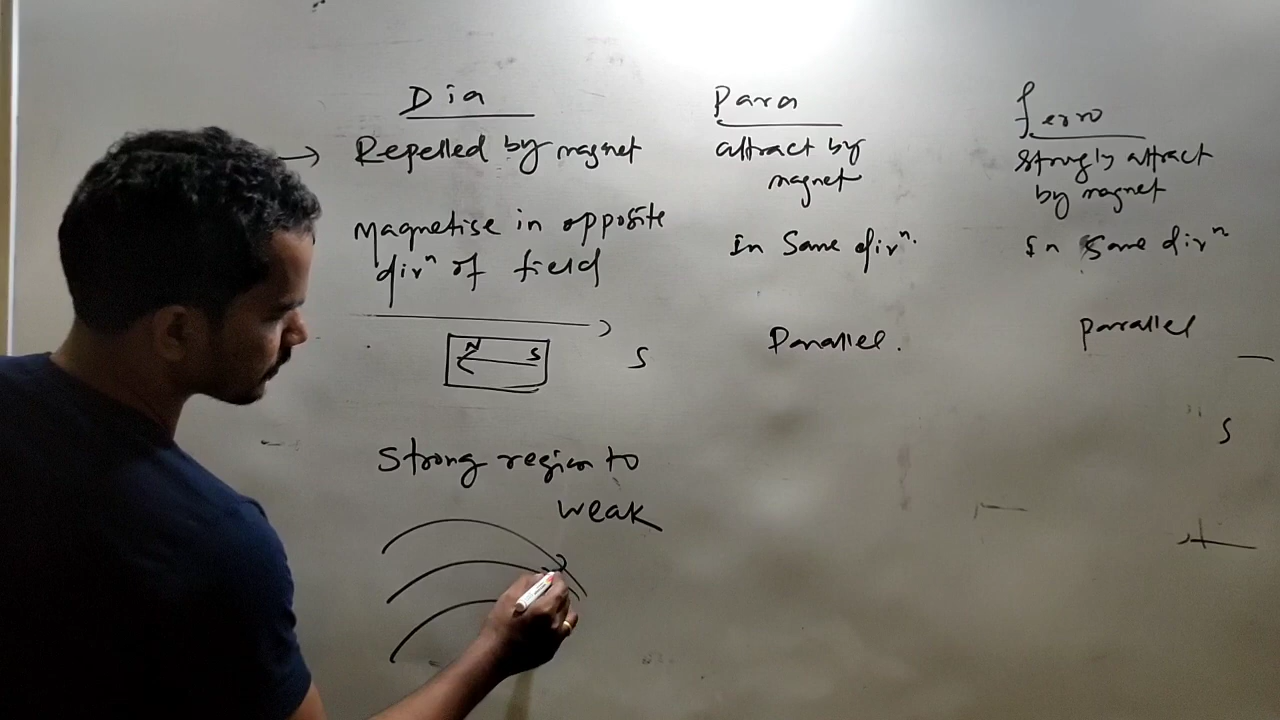 Dia
Repelled by magnet
Magnetise in opposite
dirⁿ of field
N S
S
Strong region to
weak
Para
attract by
magnet
In Same dirⁿ.
Parallel.
ferro
Strongly attract
by magnet
In Same dirⁿ
parallel
S